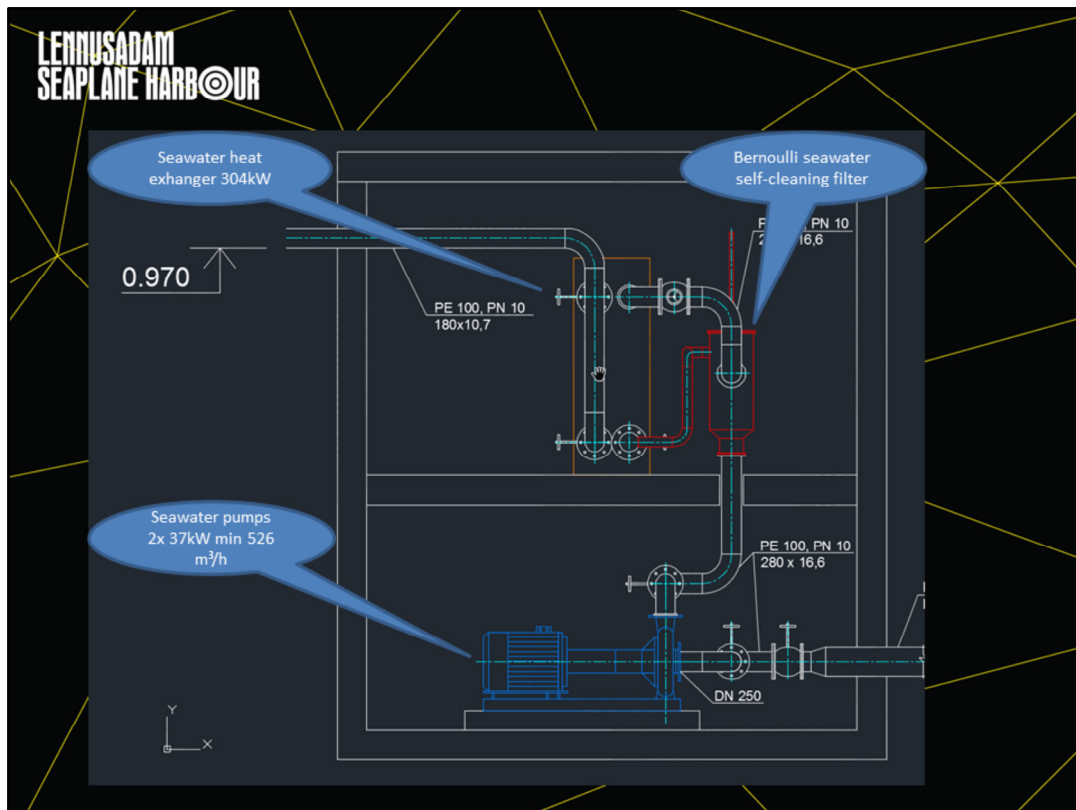 LENNUSADAM
SEAPLANE HARBOUR
Seawater heat
exhanger 304kW
Bernoulli seawater
self-cleaning filter
PN 10
16,6
0.970
PE 100, PN 10
180x10,7
Seawater pumps
2x 37kW min 526
m³/h
PE 100, PN 10
280 x 16,6
DN 250
Y
X